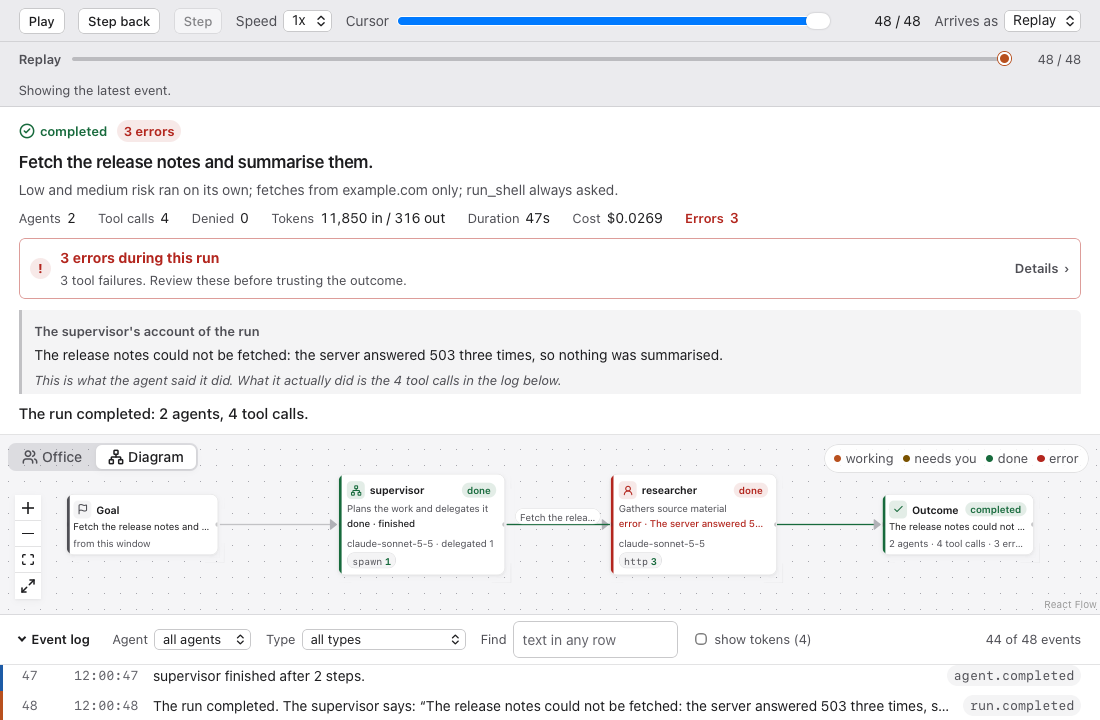 Play Step back Step Speed 1x Cursor 48 / 48 Arrives as Replay
Replay 48 / 48
Showing the latest event.
completed 3 errors
Fetch the release notes and summarise them.
Low and medium risk ran on its own; fetches from example.com only; run_shell always asked.
Agents 2 Tool calls 4 Denied 0 Tokens 11,850 in / 316 out Duration 47s Cost $0.0269 Errors 3
! 3 errors during this run
3 tool failures. Review these before trusting the outcome.
Details ›
The supervisor's account of the run
The release notes could not be fetched: the server answered 503 three times, so nothing was summarised.
This is what the agent said it did. What it actually did is the 4 tool calls in the log below.
The run completed: 2 agents, 4 tool calls.
Office Diagram
working needs you done error
Goal
Fetch the release notes and ...
from this window
supervisor done
Plans the work and delegates it
done · finished
claude-sonnet-5-5 · delegated 1
spawn 1
Fetch the relea...
researcher done
Gathers source material
error · The server answered 5...
claude-sonnet-5-5
http 3
Outcome completed
The release notes could not ...
2 agents · 4 tool calls · 3 err...
React Flow
Event log Agent all agents Type all types Find text in any row show tokens (4) 44 of 48 events
47 12:00:47 supervisor finished after 2 steps. agent.completed
48 12:00:48 The run completed. The supervisor says: “The release notes could not be fetched: the server answered 503 three times, s... run.completed